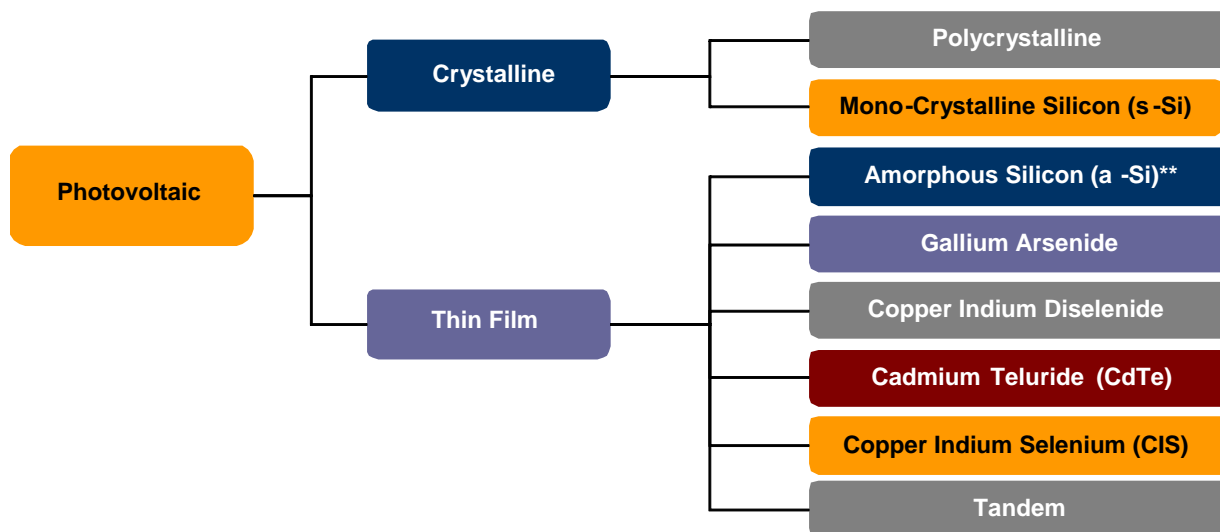 Photovoltaic
Crystalline
Polycrystalline
Mono-Crystalline Silicon (s-Si)
Thin Film
Amorphous Silicon (a -Si)**
Gallium Arsenide
Copper Indium Diselenide
Cadmium Teluride (CdTe)
Copper Indium Selenium (CIS)
Tandem